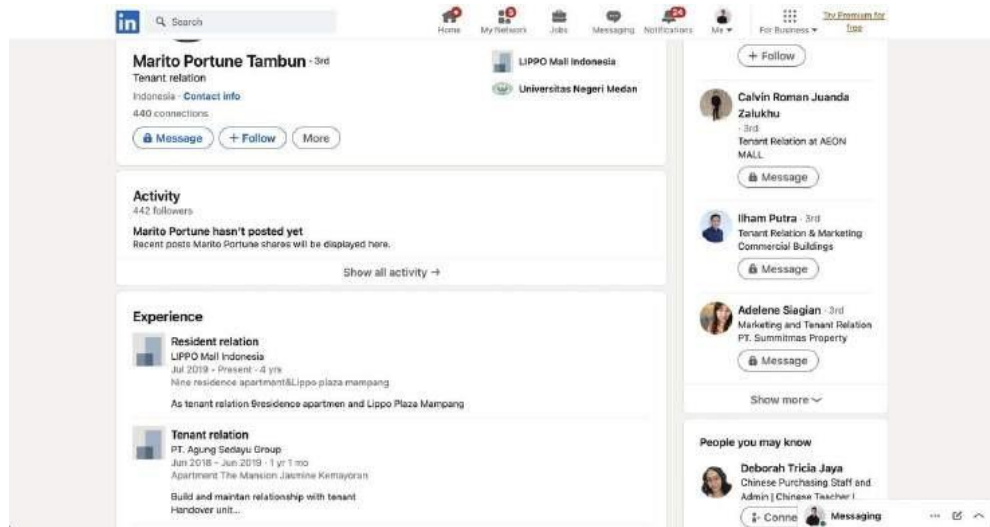 in
Search
Home
My Network
Jobs
Messaging
24
Notifications
Me
For Business
Try Premium for
free
Marito Portune Tambun - 3rd
Tenant relation
Indonesia · Contact info
440 connections
Message
+ Follow
More
LIPPO Mall Indonesia
Universitas Negeri Medan
Activity
442 followers
Marito Portune hasn't posted yet
Recent posts Marito Portune shares will be displayed here.
Show all activity →
Experience
Resident relation
LIPPO Mall Indonesia
Jul 2019 - Present · 4 yrs
Nine residence apartment&Lippo plaza mampang
As tenant relation 9residence apartmen and Lippo Plaza Mampang
Tenant relation
PT. Agung Sedayu Group
Jun 2018 - Jun 2019 · 1 yr 1 mo
Apartment The Mansion Jasmine Kemayoran
Build and maintan relationship with tenant
Handover unit...
+ Follow
Calvin Roman Juanda
Zalukhu
· 3rd
Tenant Relation at AEON
MALL
Message
Ilham Putra · 3rd
Tenant Relation & Marketing
Commercial Buildings
Message
Adelene Siagian · 3rd
Marketing and Tenant Relation
PT. Summitmas Property
Message
Show more
People you may know
Deborah Tricia Jaya
Chinese Purchasing Staff and
Admin | Chinese Teacher |
Conne
Messaging